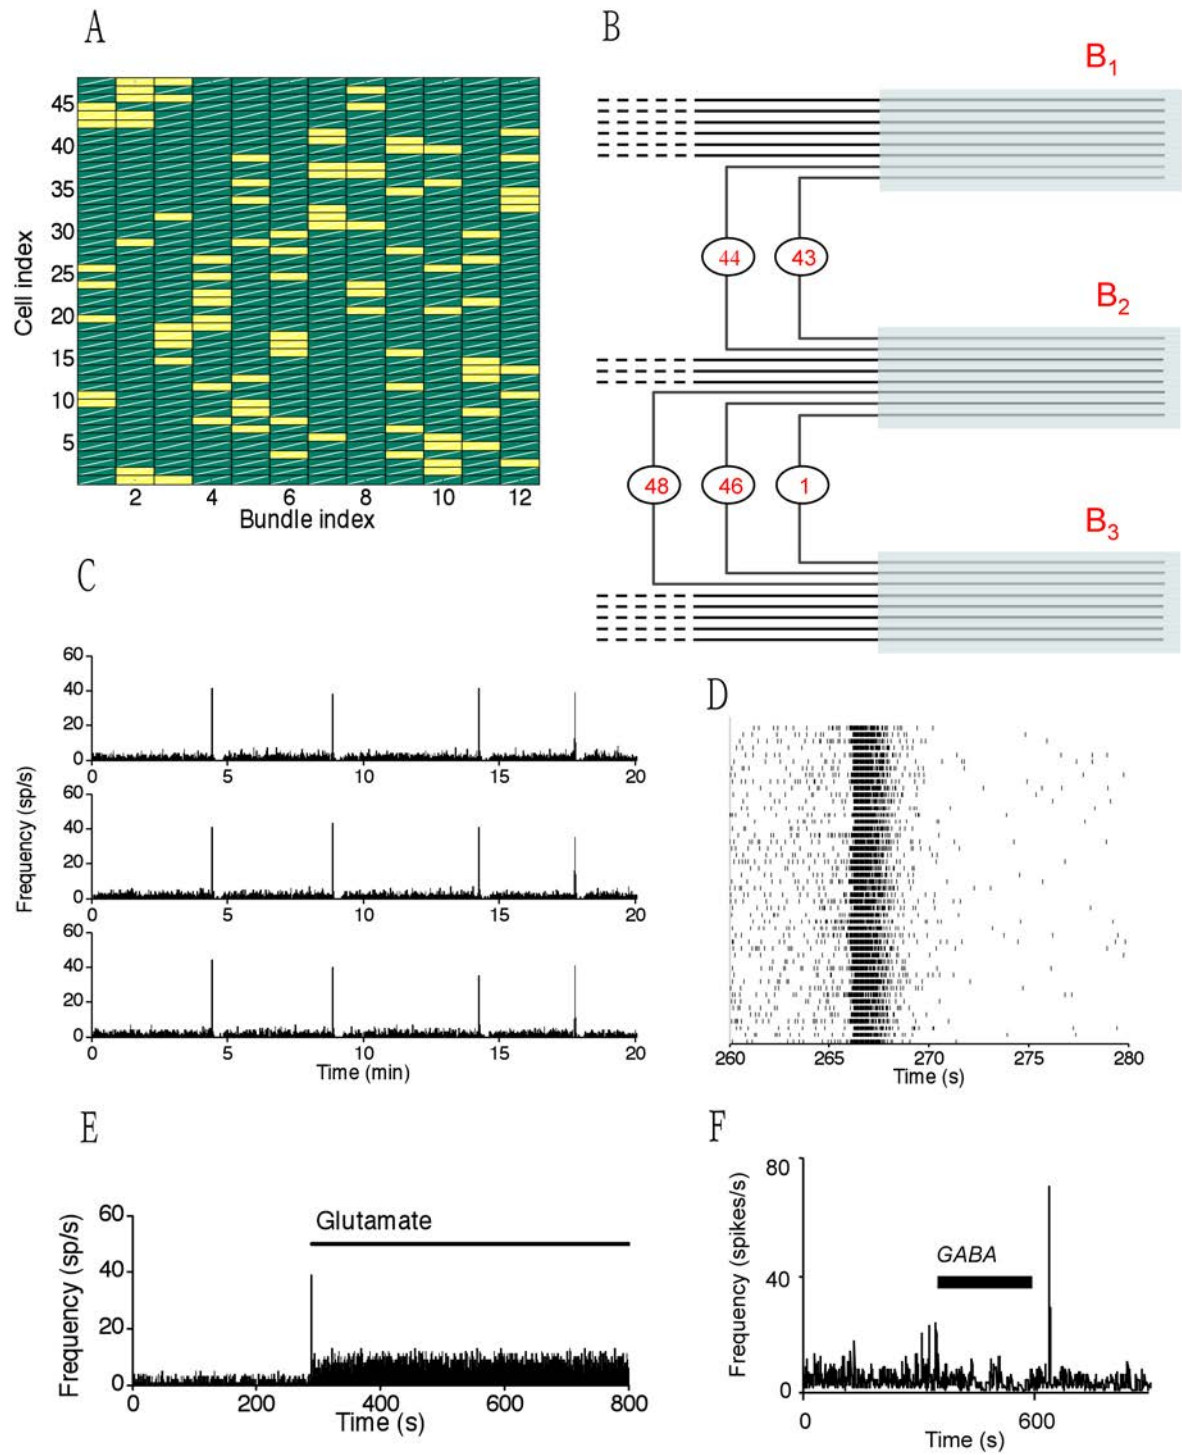 A
45
40
35
30
25
20
15
10
5
Cell index
2 4 6 8 10 12
Bundle index
B
B1
44 43
B2
48 46 1
B3
C
60
40
20
0
0 5 10 15 20
60
40
20
0
0 5 10 15 20
60
40
20
0
0 5 10 15 20
Frequency (sp/s)
Time (min)
D
260 265 270 275 280
Time (s)
E
60
40
20
0
Frequency (sp/s)
Glutamate
0 200 400 600 800
Time (s)
F
80
40
0
Frequency (spikes/s)
GABA
0 600
Time (s)